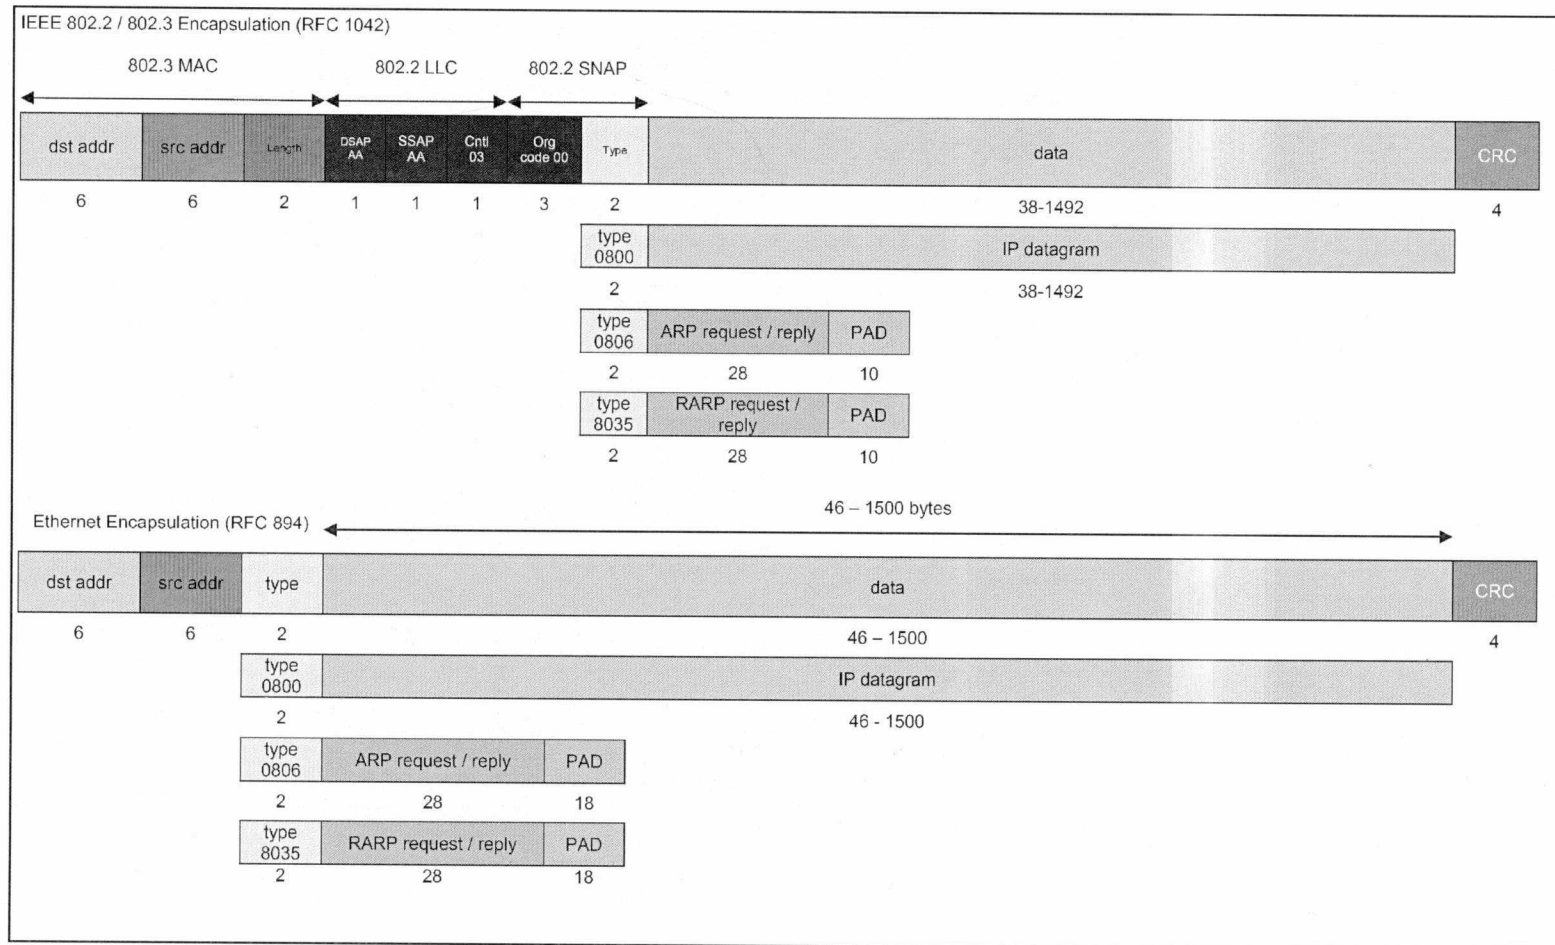 IEEE 802.2 / 802.3 Encapsulation (RFC 1042)
802.3 MAC 802.2 LLC 802.2 SNAP
dst addr src addr Length DSAP AA SSAP AA Cntl 03 Org code 00 Type data CRC
6 6 2 1 1 1 3 2 38-1492 4
type 0800 IP datagram
2 38-1492
type 0806 ARP request / reply PAD
2 28 10
type 8035 RARP request / reply PAD
2 28 10
46 – 1500 bytes
Ethernet Encapsulation (RFC 894)
dst addr src addr type data CRC
6 6 2 46 – 1500 4
type 0800 IP datagram
2 46 - 1500
type 0806 ARP request / reply PAD
2 28 18
type 8035 RARP request / reply PAD
2 28 18